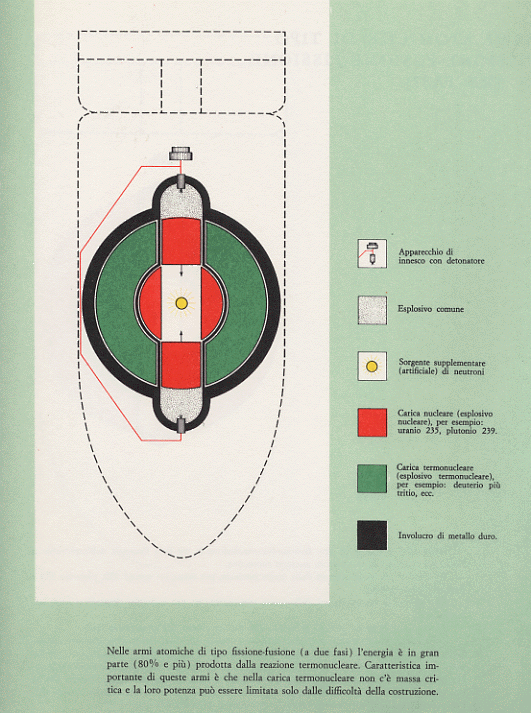 Apparecchio di
innesco con detonatore
Esplosivo comune
Sorgente supplementare
(artificiale) di neutroni
Carica nucleare (esplosivo
nucleare), per esempio:
uranio 235, plutonio 239.
Carica termonucleare
(esplosivo termonucleare),
per esempio: deuterio più
tritio, ecc.
Involucro di metallo duro.
Nelle armi atomiche di tipo fissione-fusione (a due fasi) l'energia è in gran
parte (80% e più) prodotta dalla reazione termonucleare. Caratteristica im-
portante di queste armi è che nella carica termonucleare non c'è massa cri-
tica e la loro potenza può essere limitata solo dalle difficoltà della costruzione.